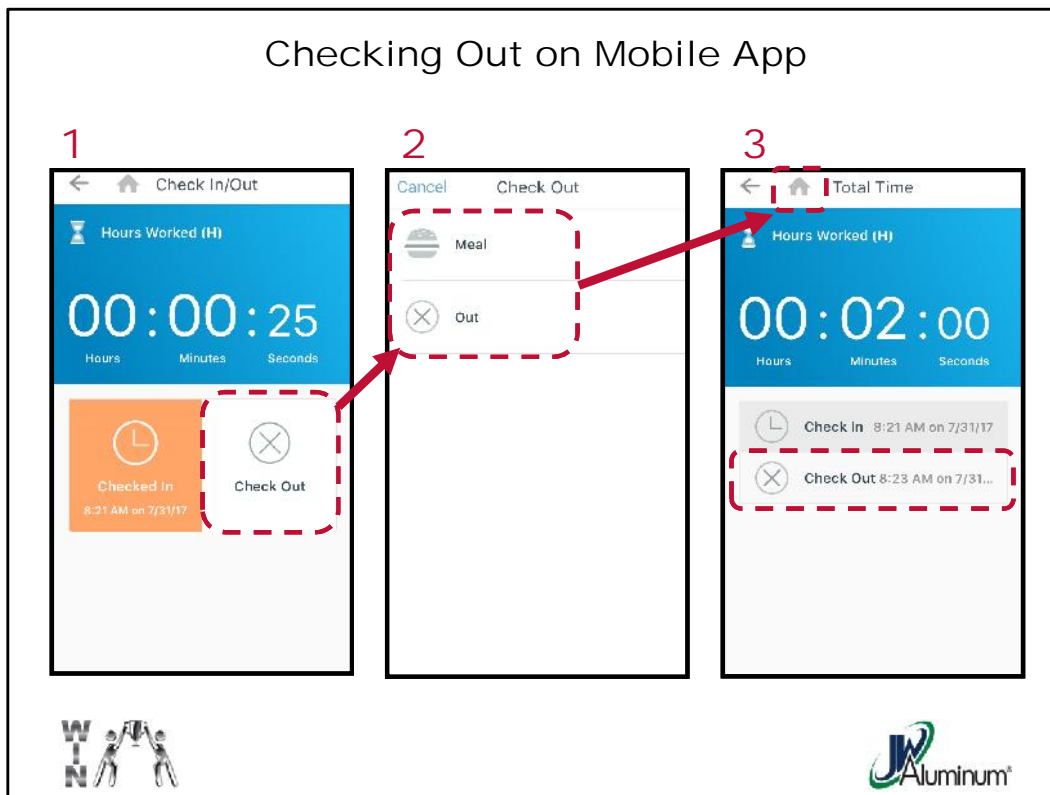 Checking Out on Mobile App
1
Check In/Out
Hours Worked (H)
00:00:25
Hours Minutes Seconds
Checked In
8:21 AM on 7/31/17
Check Out
2
Cancel Check Out
Meal
Out
3
Total Time
Hours Worked (H)
00:02:00
Hours Minutes Seconds
Check In 8:21 AM on 7/31/17
Check Out 8:23 AM on 7/31...
WIN
JW Aluminum®